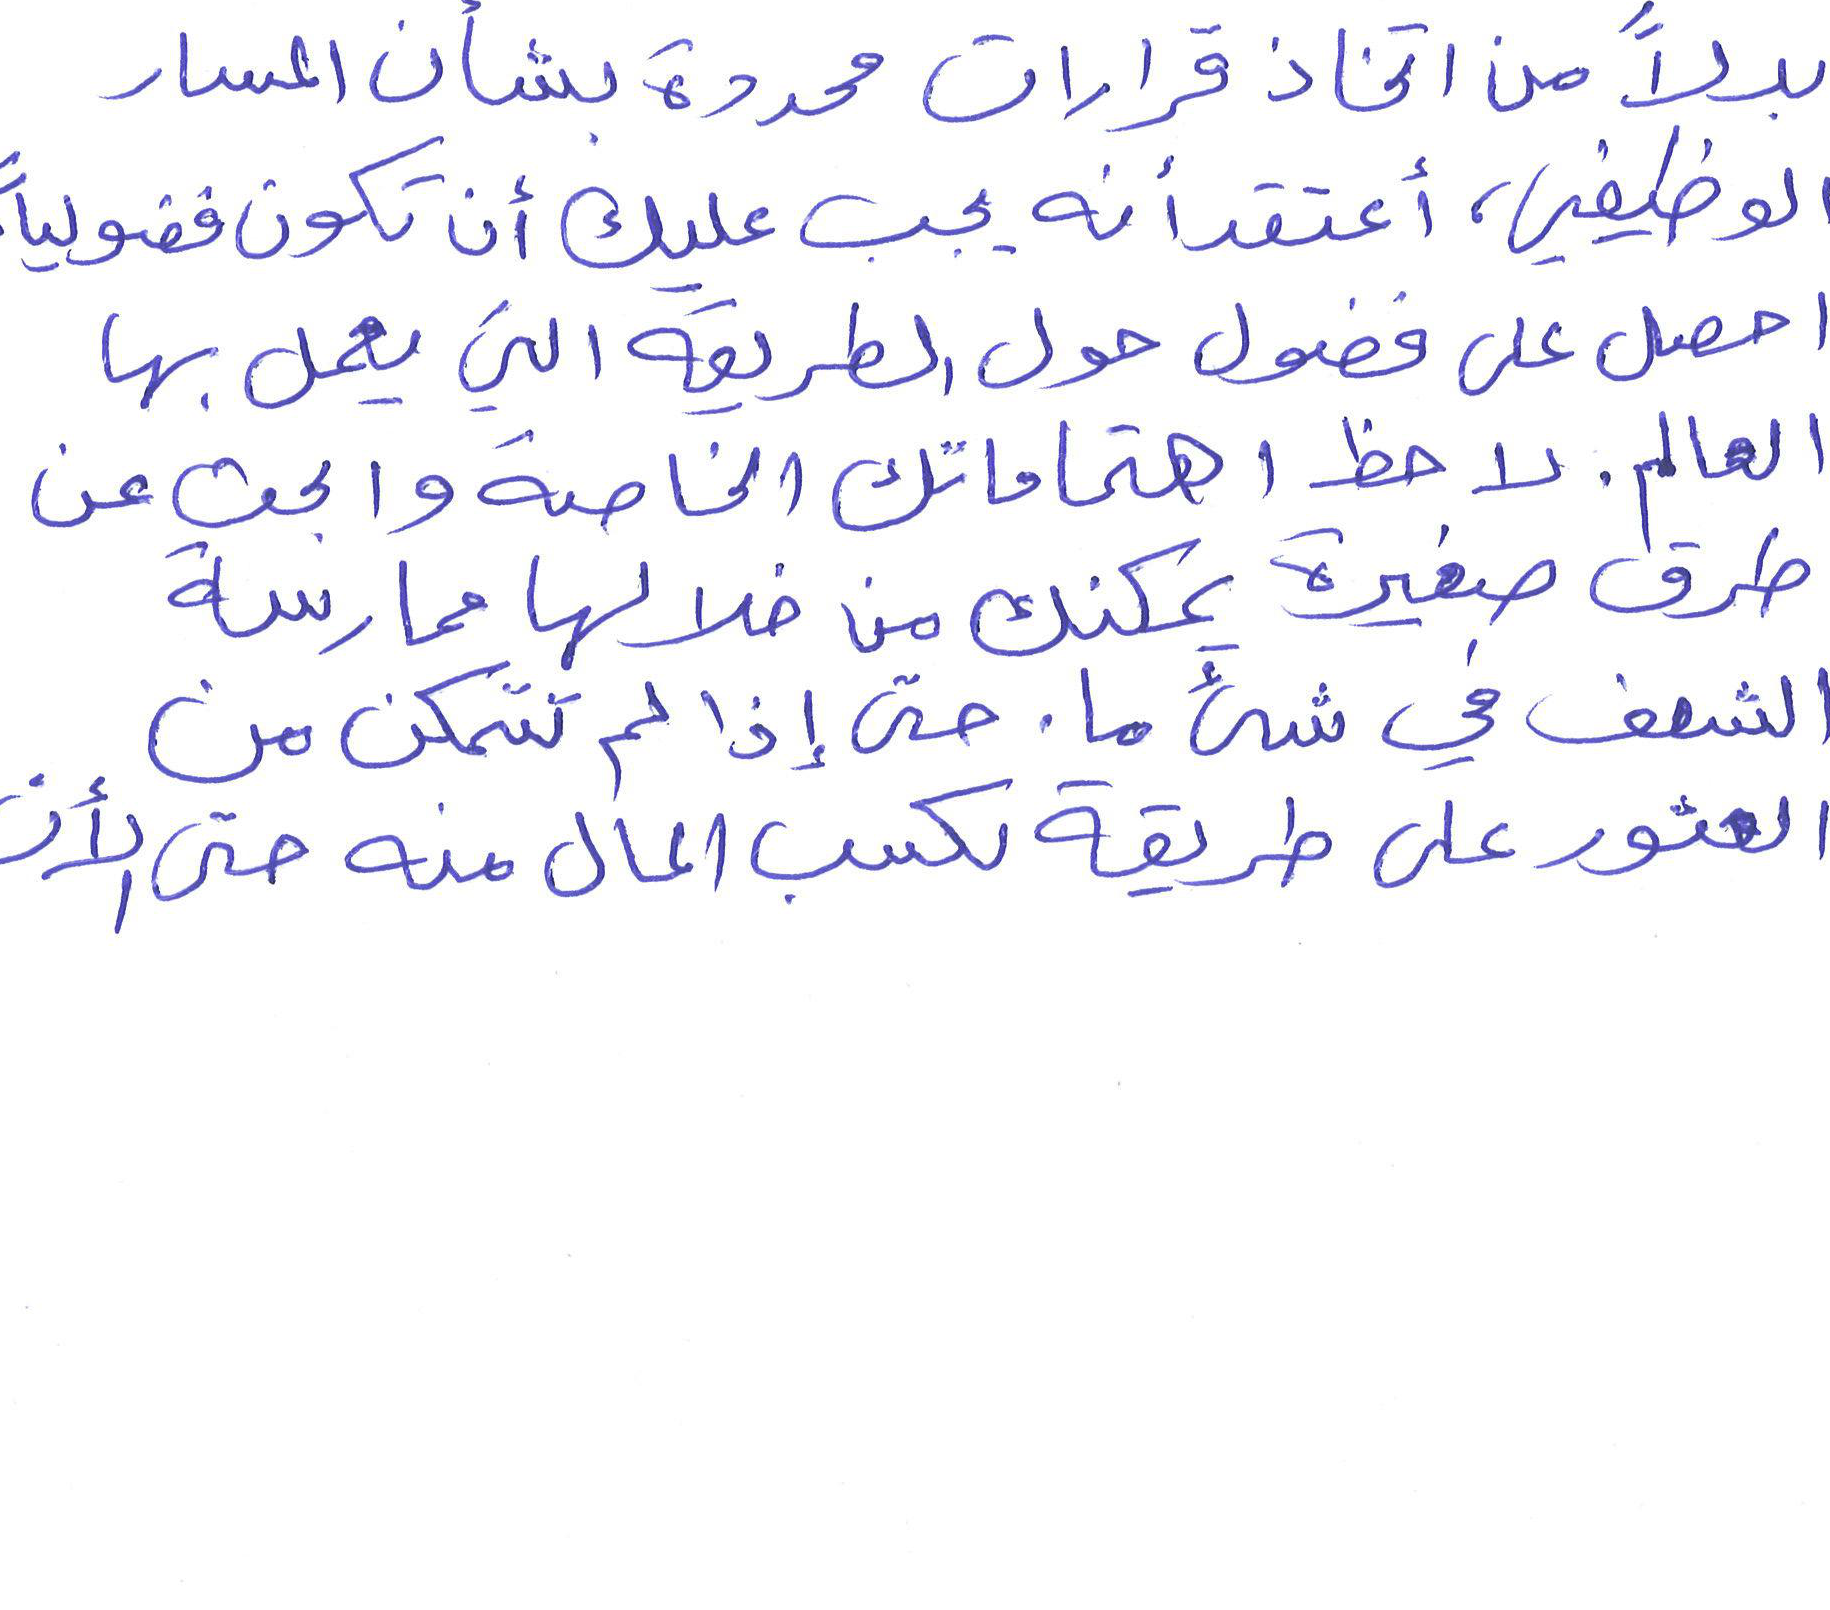 بدلاً من اتخاذ قرارات محددة بشأن المسار
الوظيفي، أعتقد أنه يجب عليك أن تكون فضولياً.
احصل على فضول حول الطريقة التي يعمل بها
العالم. لاحظ اهتماماتك الخاصة وابحث عن
طرق صغيرة يمكنك من خلالها ممارسة
الشغف في شئ ما. حتى إذا لم تتمكن من
العثور على طريقة لكسب المال منه حتى الأن